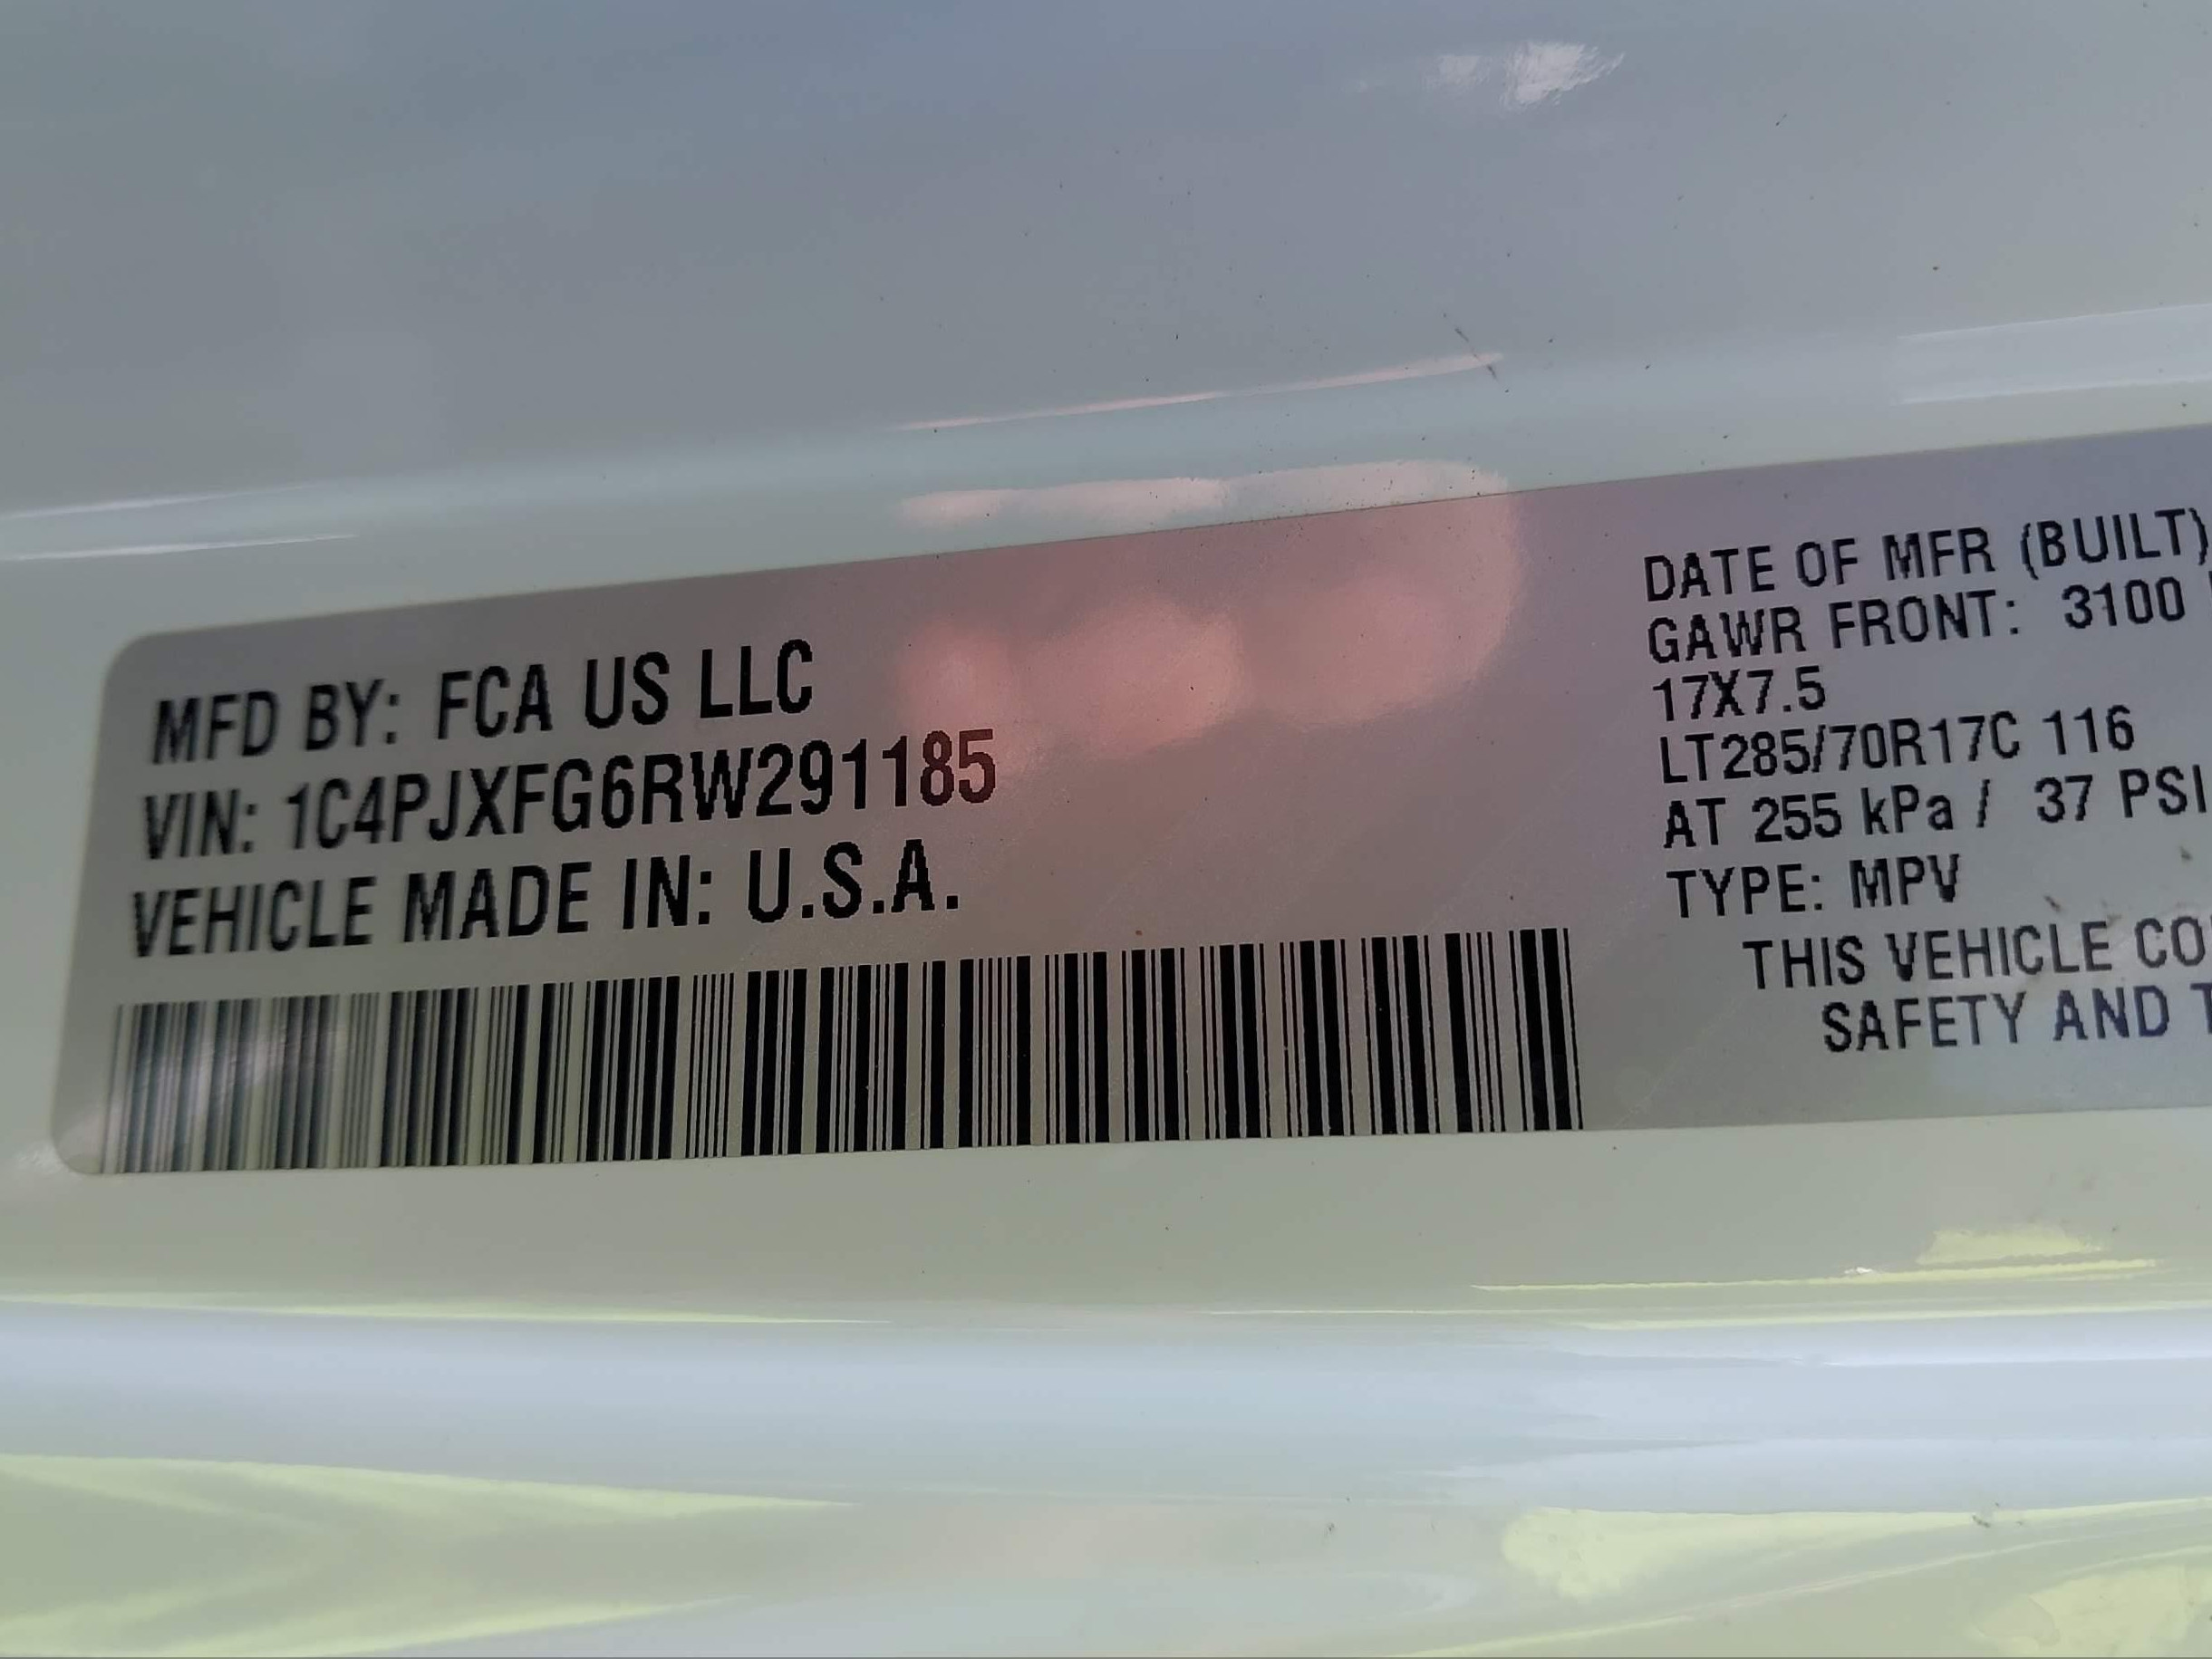 MFD BY: FCA US LLC
VIN: 1C4PJXFG6RW291185
VEHICLE MADE IN: U.S.A.
DATE OF MFR (BUILT)
GAWR FRONT: 3100
17X7.5
LT285/70R17C 116
AT 255 kPa / 37 PSI
TYPE: MPV
THIS VEHICLE
SAFETY AND